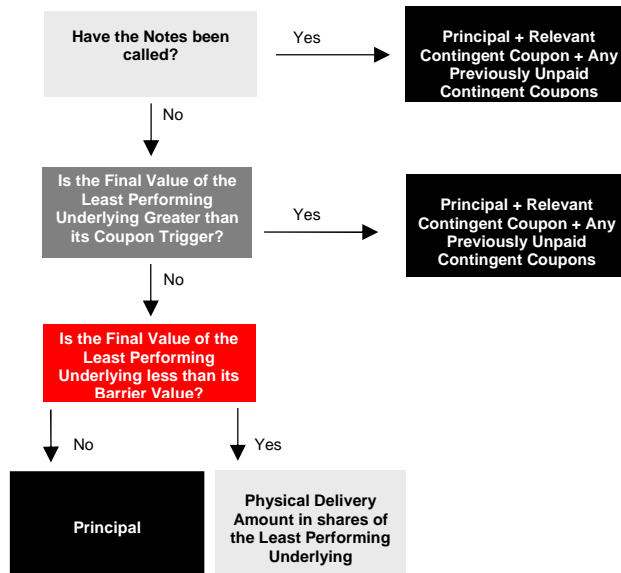 Have the Notes been
called?
Yes
Principal + Relevant
Contingent Coupon + Any
Previously Unpaid
Contingent Coupons
No
Is the Final Value of the
Least Performing
Underlying Greater than
its Coupon Trigger?
Yes
Principal + Relevant
Contingent Coupon + Any
Previously Unpaid
Contingent Coupons
No
Is the Final Value of the
Least Performing
Underlying less than its
Barrier Value?
No
Yes
Principal
Physical Delivery
Amount in shares of
the Least Performing
Underlying